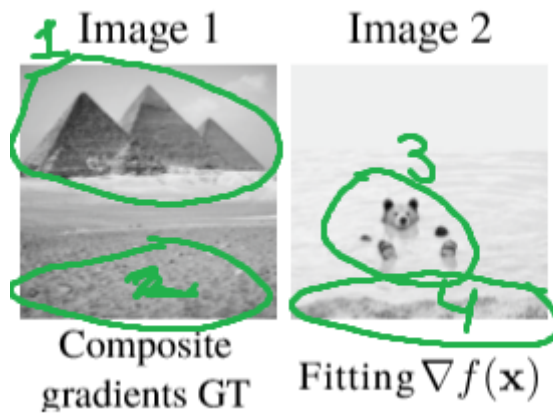 Image 1 Image 2
1
3
2
4
Composite
gradients GT
Fitting ∇f(x)